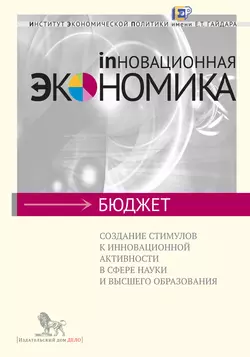 ИНСТИТУТ ЭКОНОМИЧЕСКОЙ ПОЛИТИКИ ИМЕНИ Е.Т. ГАЙДАРА
inНОВАЦИОННАЯ
ЭКОНОМИКА
БЮДЖЕТ
СОЗДАНИЕ СТИМУЛОВ
К ИННОВАЦИОННОЙ
АКТИВНОСТИ
В СФЕРЕ НАУКИ
И ВЫСШЕГО ОБРАЗОВАНИЯ
[ИЗДАТЕЛЬСКИЙ ДОМ ДЕЛО]